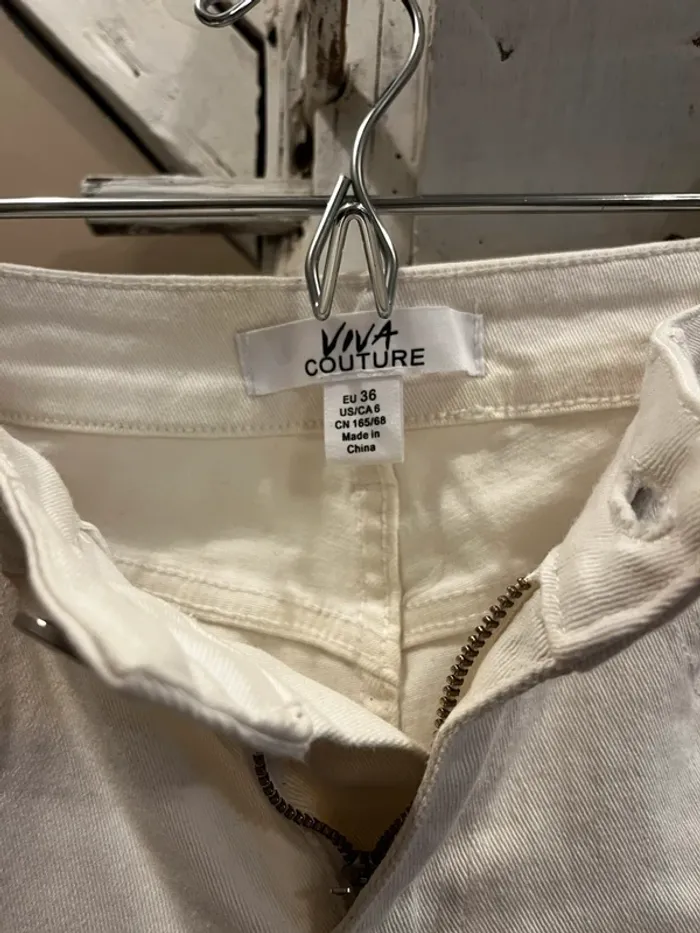 VIVA
COUTURE
EU 36
US/CA 6
CN 165/68
Made in
China